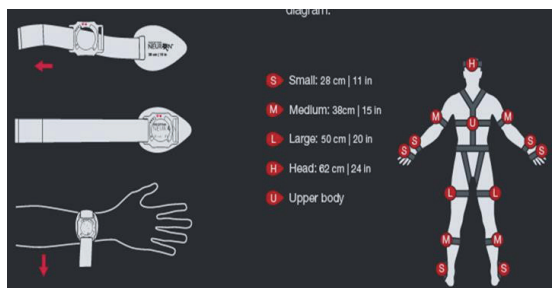 diagram.
NEURON
S Small: 28 cm | 11 in
M Medium: 38cm | 15 in
L Large: 50 cm | 20 in
H Head: 62 cm | 24 in
U Upper body
H
M
M
U
S
S
S
S
L
L
M
M
S
S